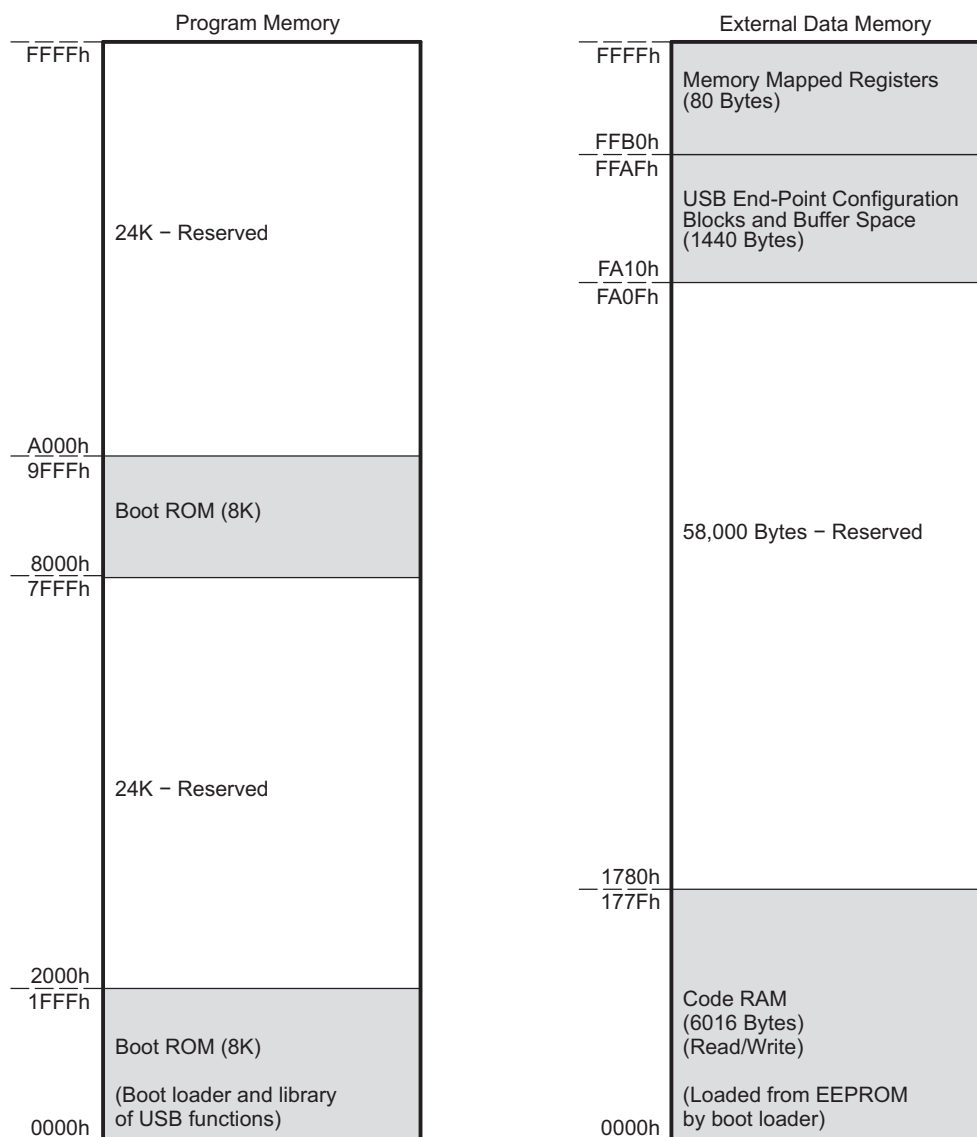 Program Memory
FFFFh
24K − Reserved
A000h
9FFFh
Boot ROM (8K)
8000h
7FFFh
24K − Reserved
2000h
1FFFh
Boot ROM (8K)
(Boot loader and library
of USB functions)
0000h
External Data Memory
FFFFh
Memory Mapped Registers
(80 Bytes)
FFB0h
FFAFh
USB End-Point Configuration
Blocks and Buffer Space
(1440 Bytes)
FA10h
FA0Fh
58,000 Bytes − Reserved
1780h
177Fh
Code RAM
(6016 Bytes)
(Read/Write)
(Loaded from EEPROM
by boot loader)
0000h